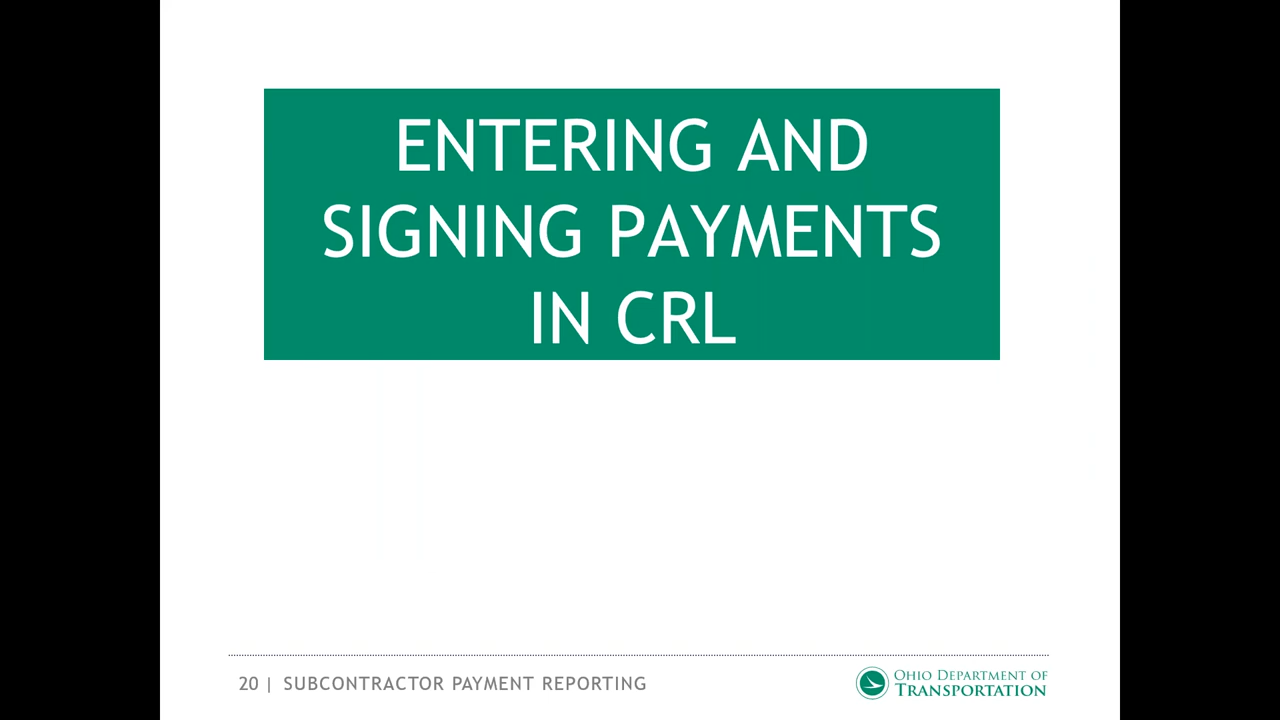 ENTERING AND
SIGNING PAYMENTS
IN CRL
20 | SUBCONTRACTOR PAYMENT REPORTING
OHIO DEPARTMENT OF
TRANSPORTATION